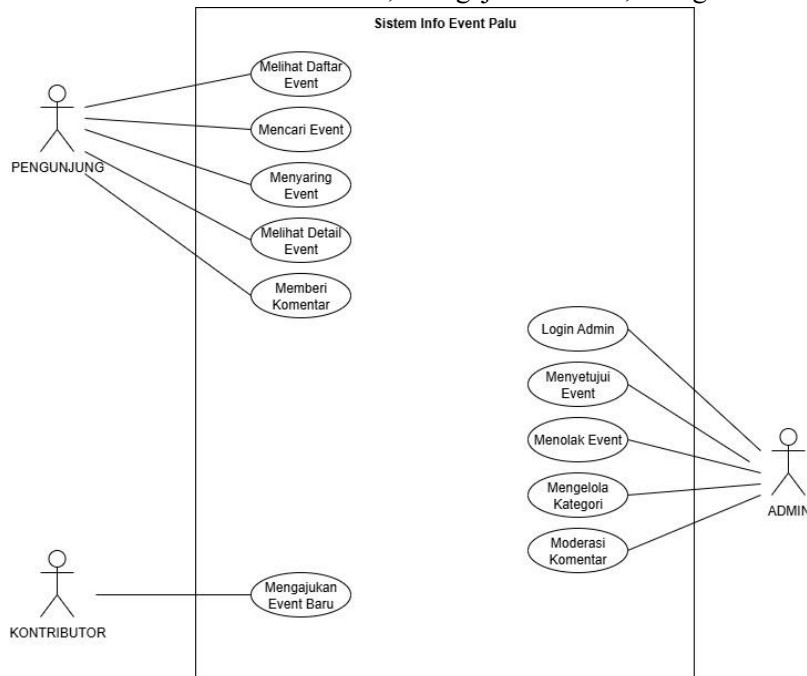 Sistem Info Event Palu
Melihat Daftar
Event
Mencari Event
PENGUNJUNG
Menyaring
Event
Melihat Detail
Event
Memberi
Komentar
Login Admin
Menyetujui
Event
Menolak Event
Mengelola
Kategori
ADMIN
Moderasi
Komentar
Mengajukan
Event Baru
KONTRIBUTOR